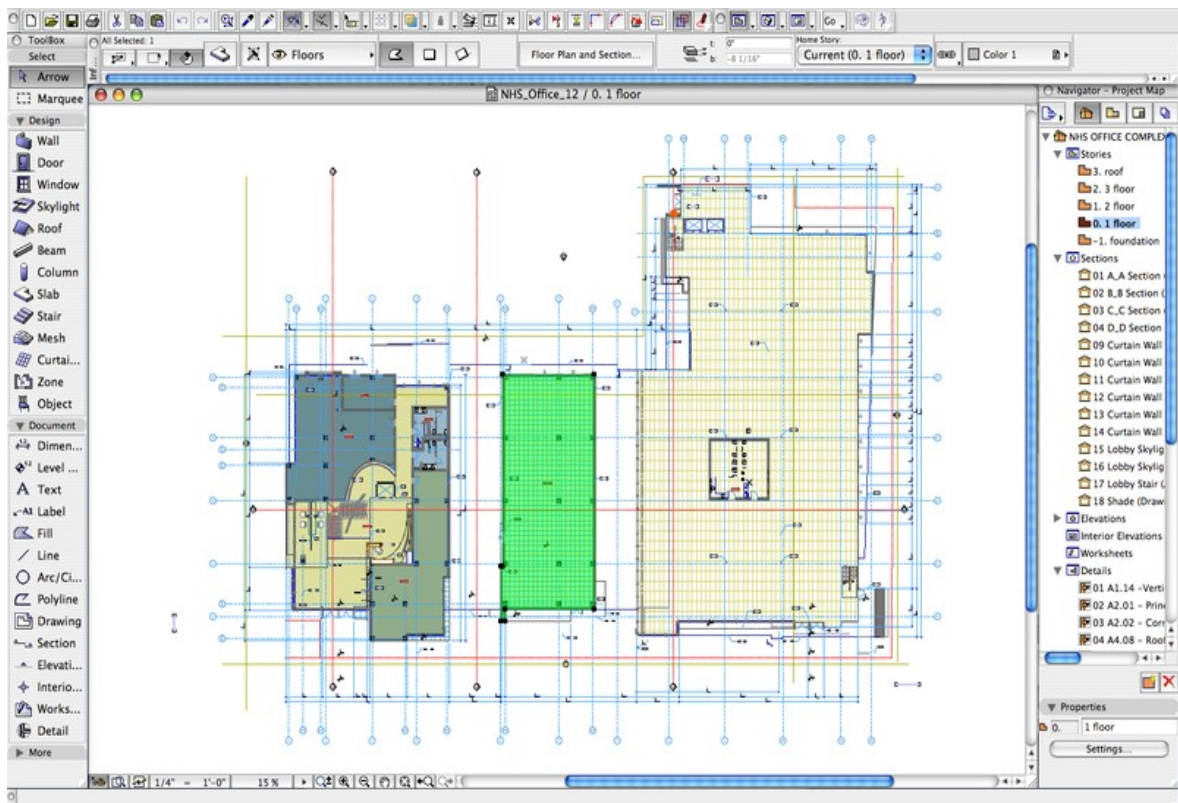 Go
ToolBox
All Selected: 1
Select
Floors
Floor Plan and Section...
t:
0"
b:
-8 1/16"
Home Story:
Current (0. 1 floor)
Color 1
Arrow
Marquee
NHS_Office_12 / 0. 1 floor
Navigator - Project Map
Design
Wall
Door
Window
Skylight
Roof
Beam
Column
Slab
Stair
Mesh
Curtai...
Zone
Object
Document
Dimen...
Level ...
Text
Label
Fill
Line
Arc/Ci...
Polyline
Drawing
Section
Elevati...
Interio...
Works...
Detail
More
NHS OFFICE COMPLEX
Stories
3. roof
2. 3 floor
1. 2 floor
0. 1 floor
-1. foundation
Sections
01 A_A Section
02 B_B Section (
03 C_C Section
04 D_D Section
09 Curtain Wall
10 Curtain Wall
11 Curtain Wall
12 Curtain Wall
13 Curtain Wall
14 Curtain Wall
15 Lobby Skylig
16 Lobby Skylig
17 Lobby Stair (
18 Shade (Draw
Elevations
Interior Elevations
Worksheets
Details
01 A1.14 -Verti
02 A2.01 - Prin
03 A2.02 - Corr
04 A4.08 - Roof
Properties
0.
1 floor
Settings...
1/4" = 1'-0"
15 %